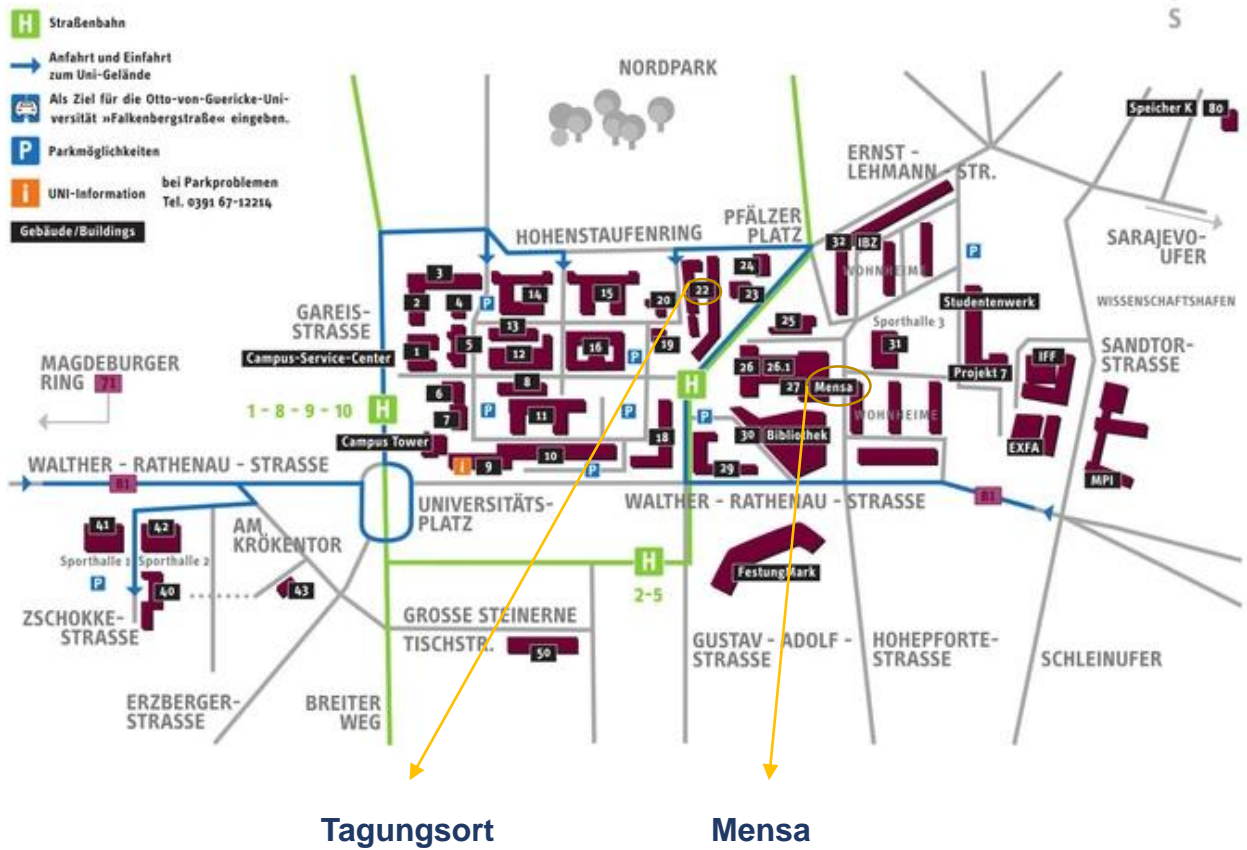 H Straßenbahn
Anfahrt und Einfahrt
zum Uni-Gelände
Als Ziel für die Otto-von-Guericke-Uni-
versität »Falkenbergstraße« eingeben.
P Parkmöglichkeiten
i UNI-Information
bei Parkproblemen
Tel. 0391 67-12214
Gebäude/Buildings
S
NORDPARK
Speicher K 80
ERNST -
LEHMANN - STR.
PFÄLZER
PLATZ
HOHENSTAUFENRING
SARAJEVO-
UFER
32 IBZ
WOHNHEIME
P
24
23
22
20
3
2
4
P
14
15
GAREIS-
STRASSE
Studentenwerk
WISSENSCHAFTSHAFEN
25
Sporthalle 3
31
13
12
16
P
19
1
5
Campus-Service-Center
MAGDEBURGER
RING 71
SANDTOR-
STRASSE
IFF
Projekt 7
26
26.1
27 Mensa
H
8
6
7
1 - 8 - 9 - 10
H
P
11
P
18
P
WOHNHEIME
30 Bibliothek
Campus Tower
i
9
10
P
29
EXFA
MPI
WALTHER - RATHENAU - STRASSE
B1
UNIVERSITÄTS-
PLATZ
WALTHER - RATHENAU - STRASSE
B1
41
42
AM
KRÖKENTOR
Sporthalle 1
Sporthalle 2
P
40
43
H
2-5
FestungMark
ZSCHOKKE-
STRASSE
GROSSE STEINERNE
TISCHSTR.
50
GUSTAV - ADOLF -
STRASSE
HOHEPFORTE-
STRASSE
SCHLEINUFER
ERZBERGER-
STRASSE
BREITER
WEG
Tagungsort
Mensa